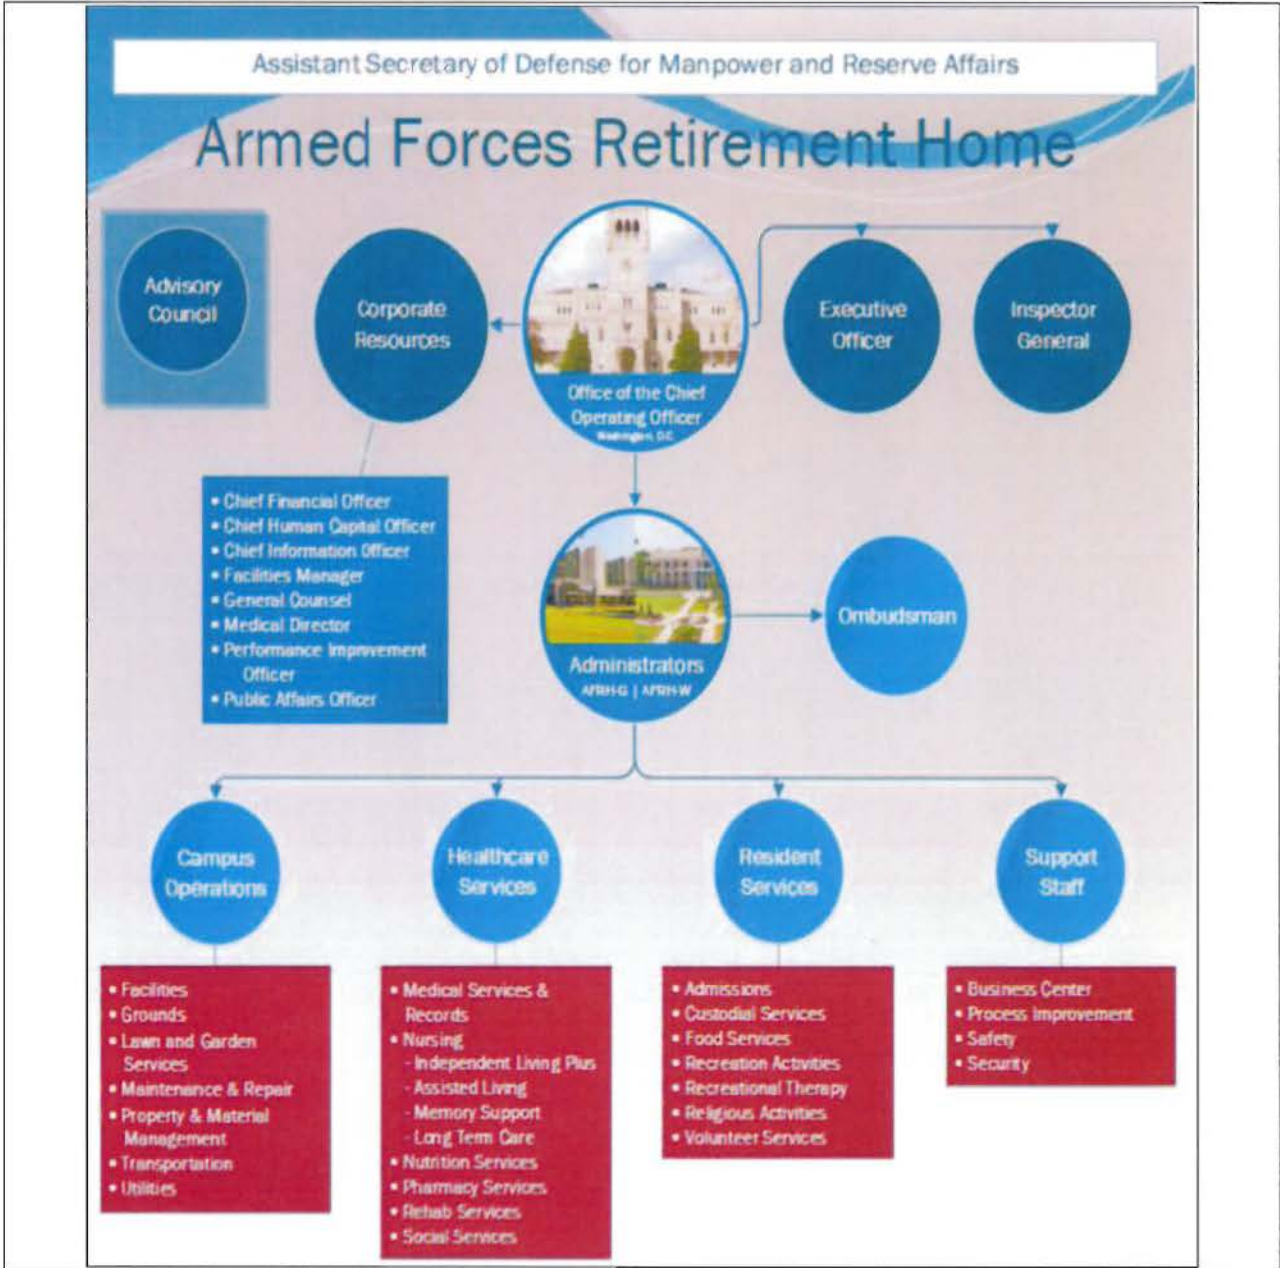 Assistant Secretary of Defense for Manpower and Reserve Affairs
Armed Forces Retirement Home
Advisory
Council
Corporate
Resources
Office of the Chief
Operating Officer
Washington, D.C.
Executive
Officer
Inspector
General
• Chief Financial Officer
• Chief Human Capital Officer
• Chief Information Officer
• Facilities Manager
• General Counsel
• Medical Director
• Performance Improvement
Officer
• Public Affairs Officer
Administrators
AFRH-G | AFRH-W
Ombudsman
Campus
Operations
Healthcare
Services
Resident
Services
Support
Staff
• Facilities
• Grounds
• Lawn and Garden
Services
• Maintenance & Repair
• Property & Material
Management
• Transportation
• Utilities
• Medical Services &
Records
• Nursing
- Independent Living Plus
- Assisted Living
- Memory Support
- Long Term Care
• Nutrition Services
• Pharmacy Services
• Rehab Services
• Social Services
• Admissions
• Custodial Services
• Food Services
• Recreation Activities
• Recreational Therapy
• Religious Activities
• Volunteer Services
• Business Center
• Process Improvement
• Safety
• Security